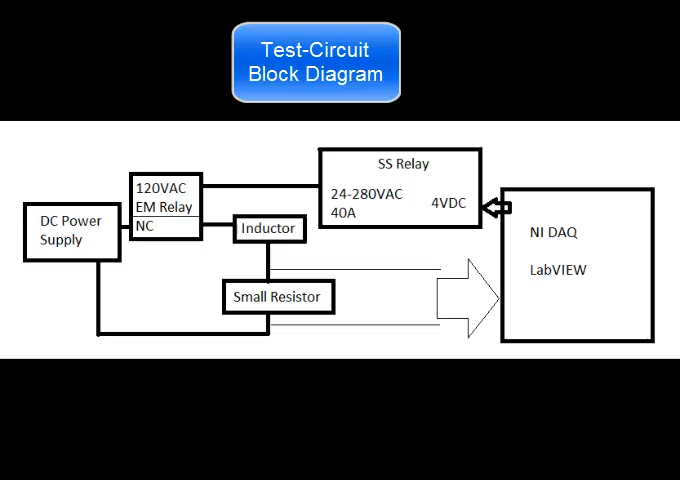 Test-Circuit
Block Diagram
SS Relay
120VAC
EM Relay
NC
24-280VAC
40A
4VDC
DC Power
Supply
Inductor
NI DAQ
LabVIEW
Small Resistor